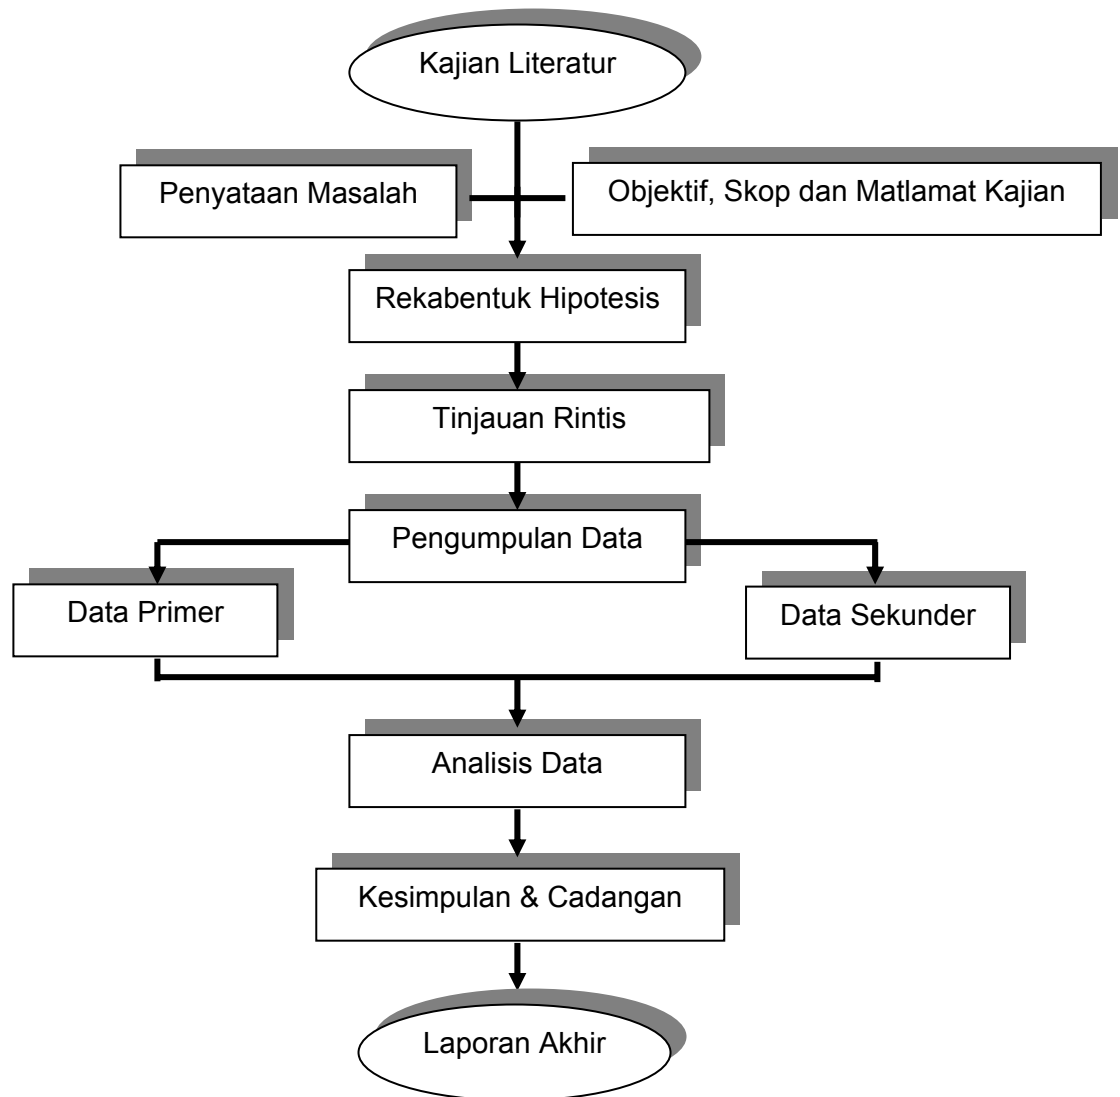 Kajian Literatur
Penyataan Masalah
Objektif, Skop dan Matlamat Kajian
Rekabentuk Hipotesis
Tinjauan Rintis
Pengumpulan Data
Data Primer
Data Sekunder
Analisis Data
Kesimpulan & Cadangan
Laporan Akhir